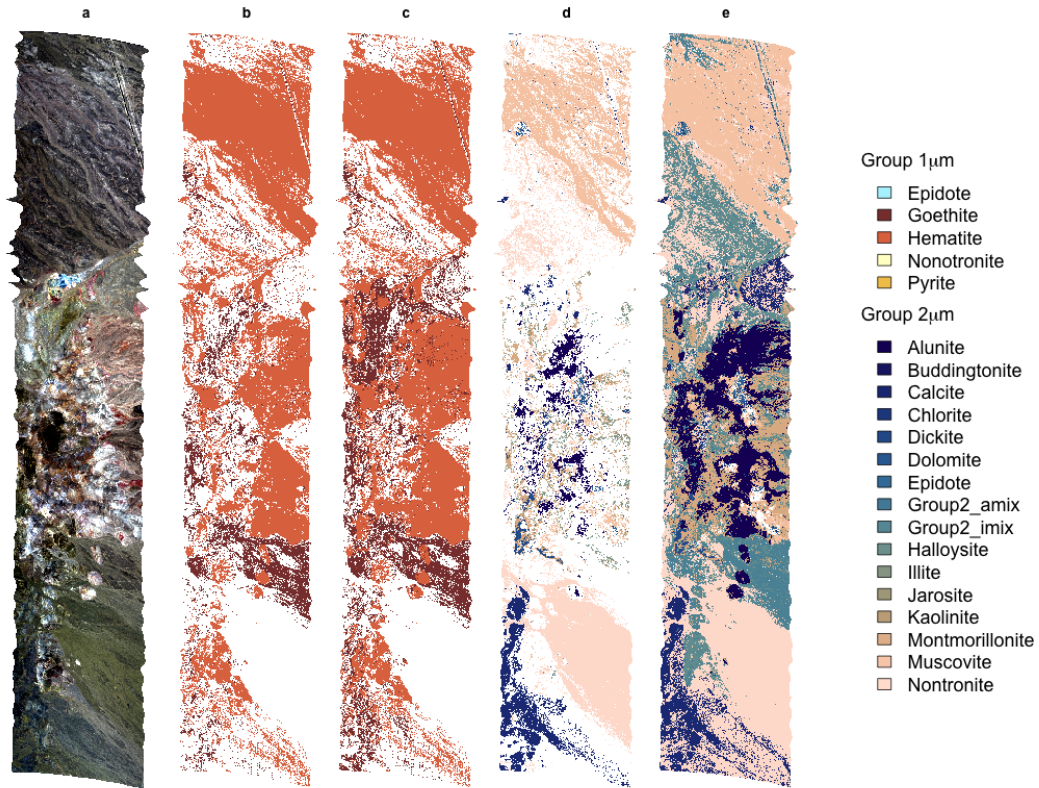 a b c d e
Group 1μm
Epidote
Goethite
Hematite
Nonotronite
Pyrite
Group 2μm
Alunite
Buddingtonite
Calcite
Chlorite
Dickite
Dolomite
Epidote
Group2_amix
Group2_imix
Halloysite
Illite
Jarosite
Kaolinite
Montmorillonite
Muscovite
Nontronite